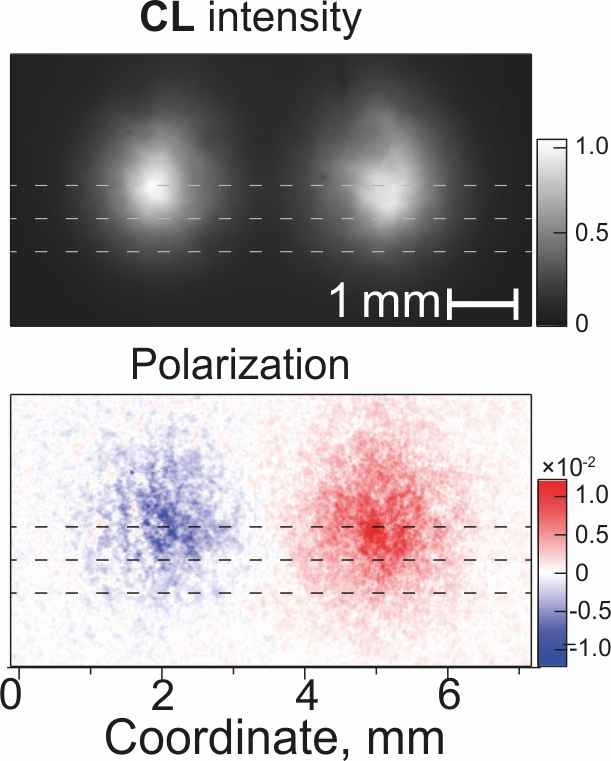 CL intensity
1.0
0.5
0
1 mm
Polarization
×10-2
1.0
0.5
0
-0.5
-1.0
0 2 4 6
Coordinate, mm